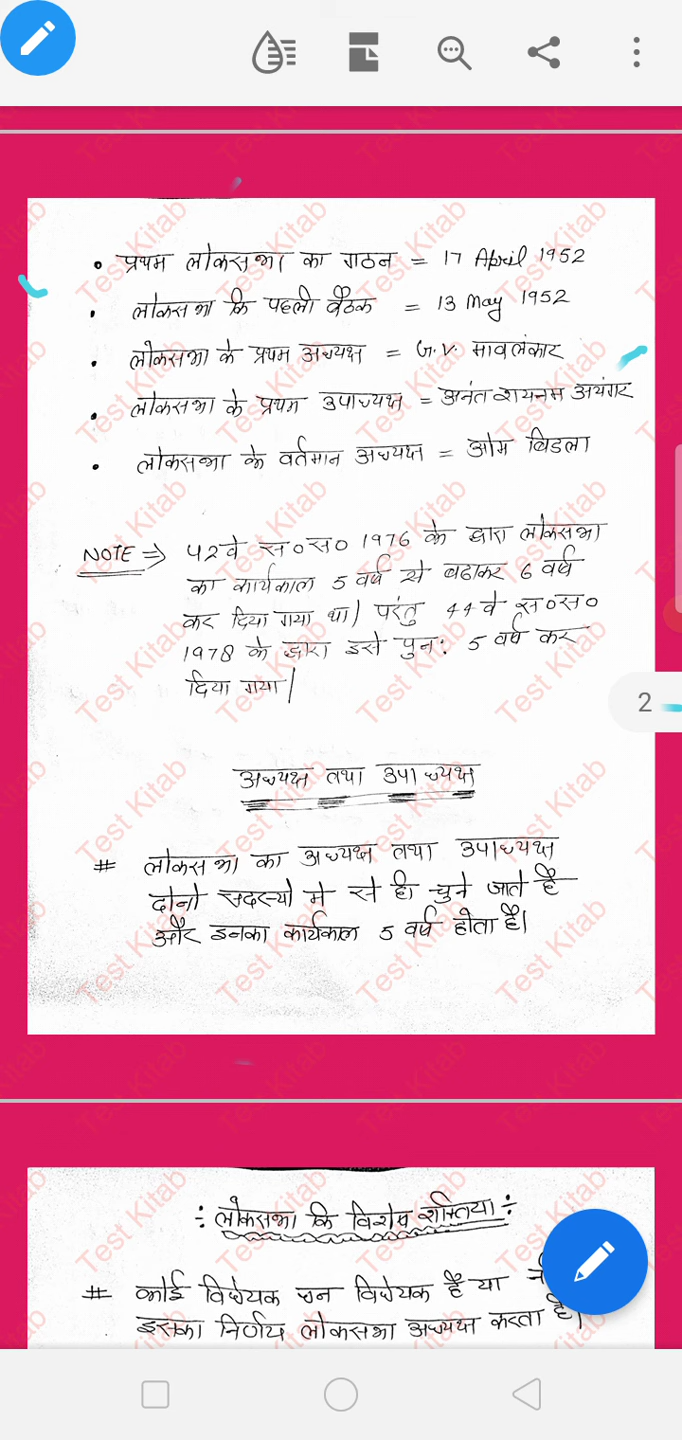 • प्रथम लोकसभा का गठन = 17 April 1952
• लोकसभा कि पहली बैठक = 13 May 1952
• लोकसभा के प्रथम अध्यक्ष = G.V. मावलंकार
• लोकसभा के प्रथम उपाध्यक्ष = अनंत शयनम अयंगर
• लोकसभा के वर्तमान अध्यक्ष = ओम बिडला
NOTE ⇒ 42वे स०स० 1976 के द्वारा लोकसभा
का कार्यकाल 5 वर्ष से बढाकर 6 वर्ष
कर दिया गया था| परंतु 44वे स०स०
1978 के द्वारा इसे पुनः 5 वर्ष कर
दिया गया|
2
अध्यक्ष तथा उपाध्यक्ष
# लोकसभा का अध्यक्ष तथा उपाध्यक्ष
दोनो सदस्यो मे से ही चुने जाते है
और इनका कार्यकाल 5 वर्ष होता है|
÷ लोकसभा कि विशेष शक्तिया ÷
# कोई विधेयक धन विधेयक है या
इसका निर्णय लोकसभा अध्यक्ष करता है|
Test Kitab